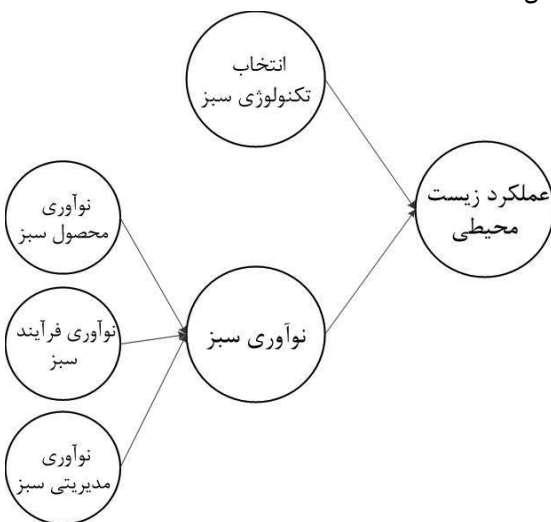 انتخاب
تکنولوژی سبز
عملکرد زیست
محیطی
نوآوری
محصول سبز
نوآوری فرآیند
سبز
نوآوری سبز
نوآوری
مدیریتی سبز